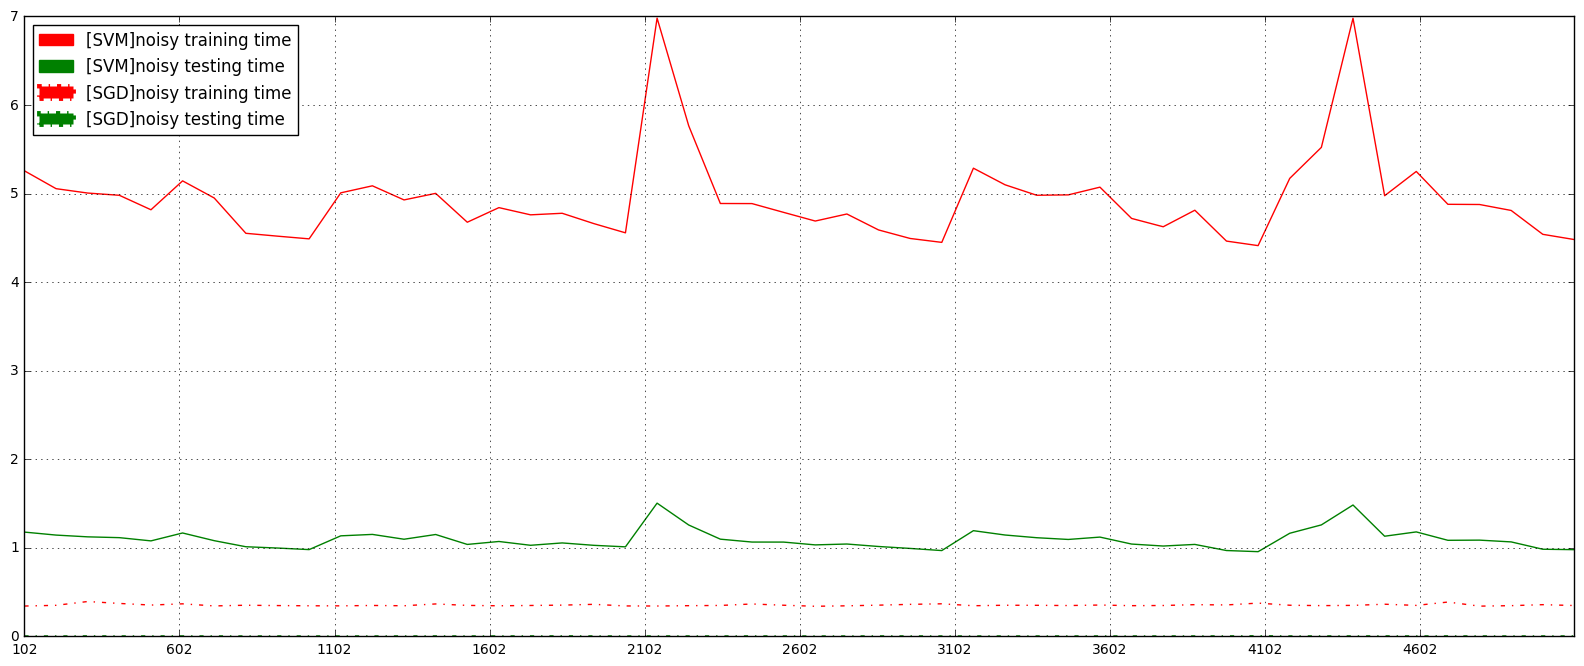 7
6
5
4
3
2
1
0
[SVM]noisy training time
[SVM]noisy testing time
[SGD]noisy training time
[SGD]noisy testing time
102 602 1102 1602 2102 2602 3102 3602 4102 4602